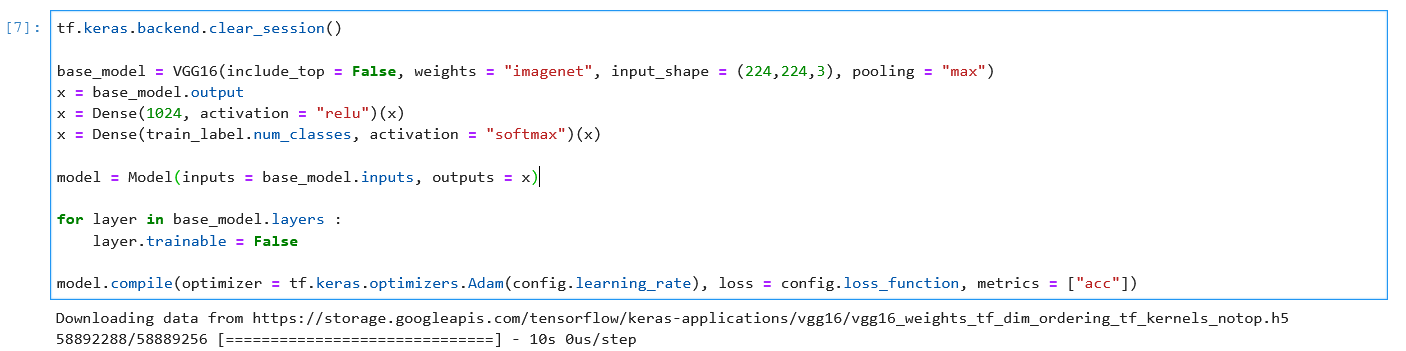 [7]: tf.keras.backend.clear_session()
base_model = VGG16(include_top = False, weights = "imagenet", input_shape = (224,224,3), pooling = "max")
x = base_model.output
x = Dense(1024, activation = "relu")(x)
x = Dense(train_label.num_classes, activation = "softmax")(x)
model = Model(inputs = base_model.inputs, outputs = x)
for layer in base_model.layers :
    layer.trainable = False
model.compile(optimizer = tf.keras.optimizers.Adam(config.learning_rate), loss = config.loss_function, metrics = ["acc"])
Downloading data from https://storage.googleapis.com/tensorflow/keras-applications/vgg16/vgg16_weights_tf_dim_ordering_tf_kernels_notop.h5
58892288/58889256 [==============================] - 10s 0us/step